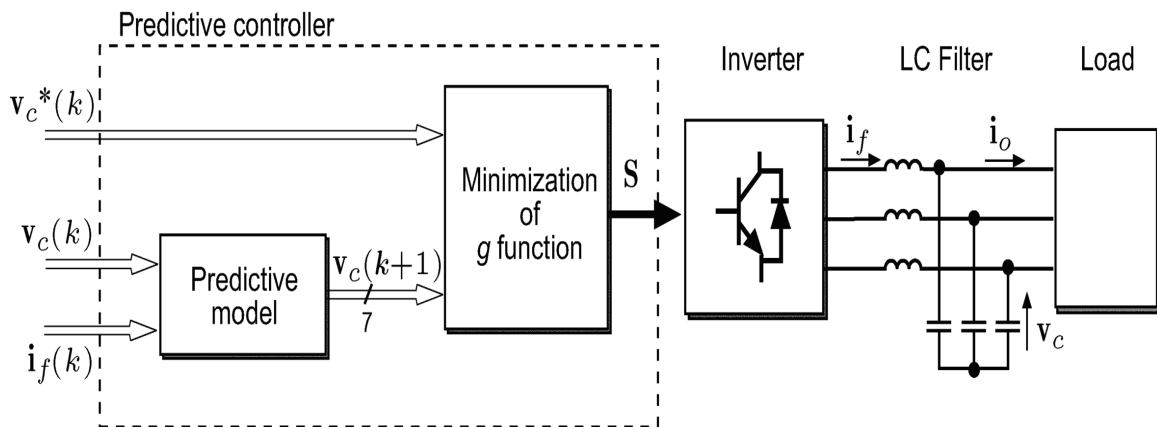 Predictive controller
Inverter
LC Filter
Load
v_c*(k)
Minimization
of
g function
S
i_f
i_o
v_c(k)
Predictive
model
v_c(k+1)
7
i_f(k)
v_c